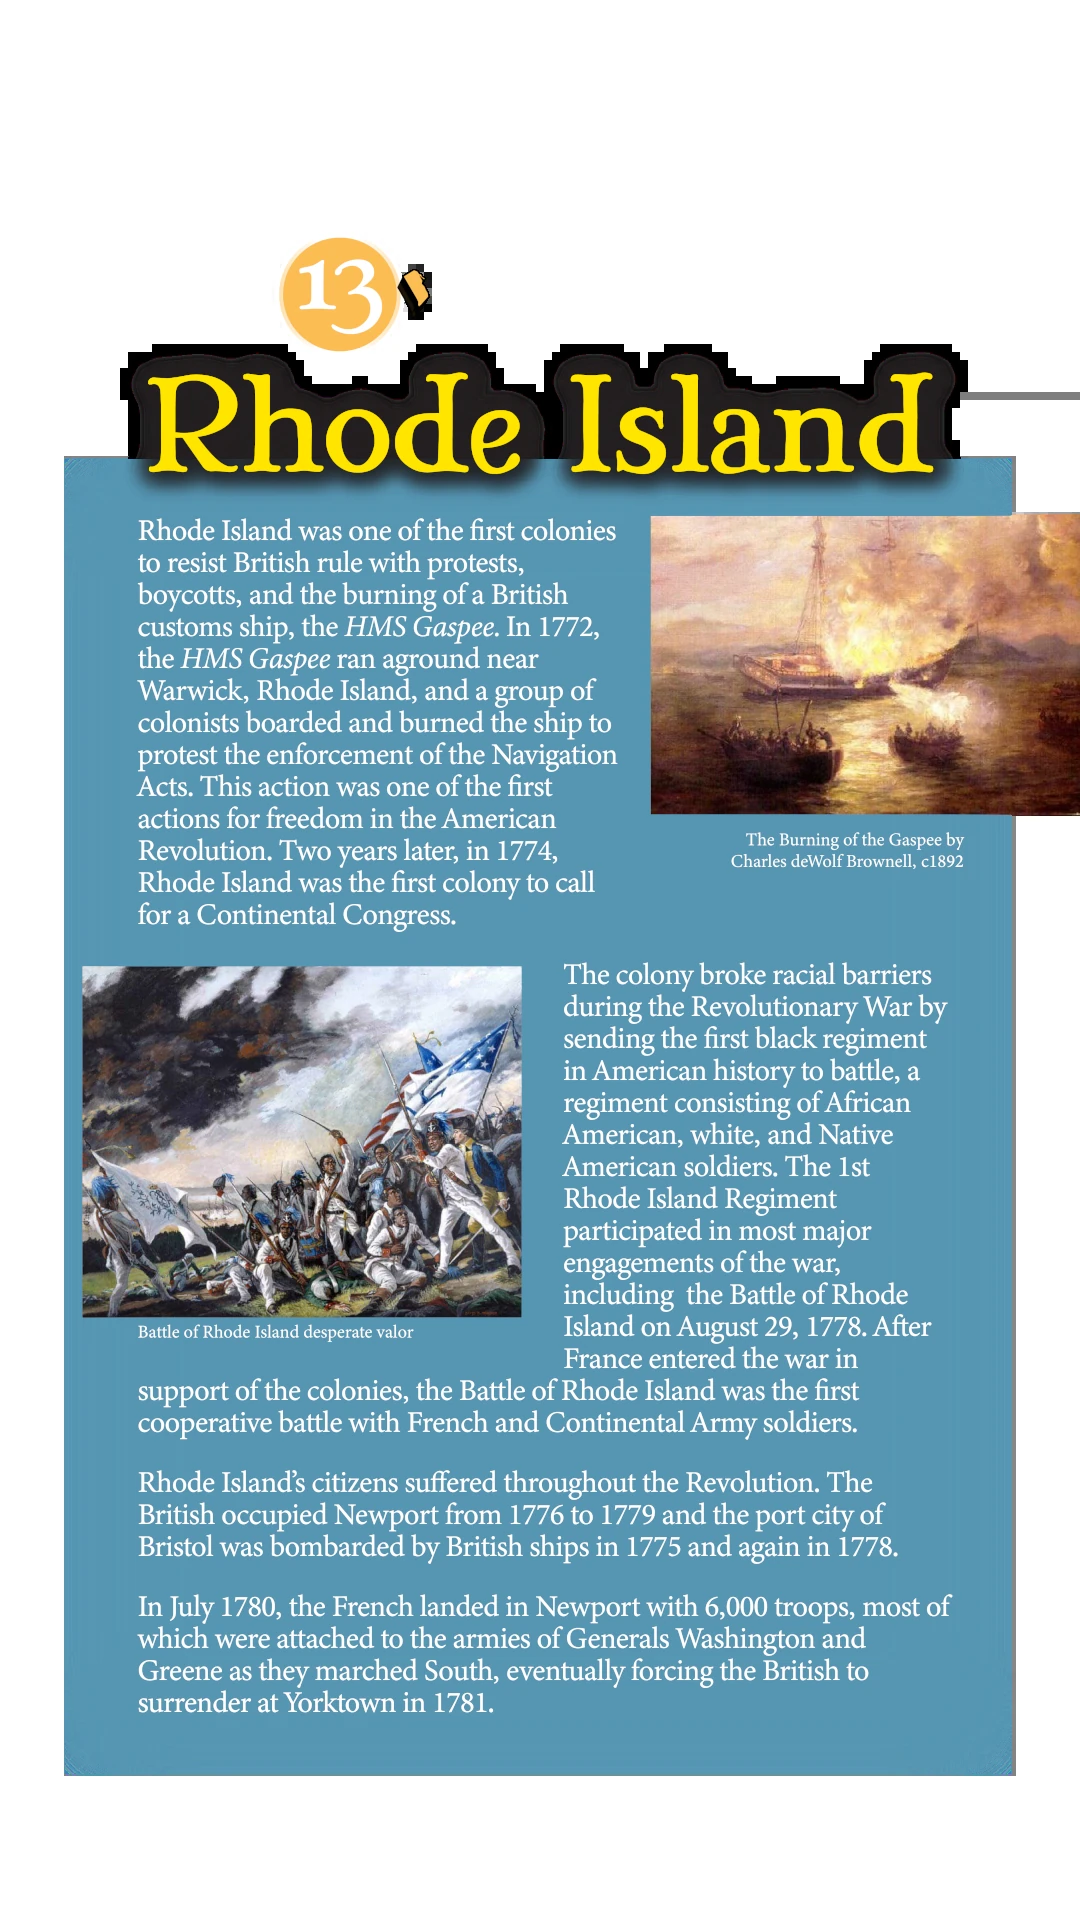 13
Rhode Island
Rhode Island was one of the first colonies
to resist British rule with protests,
boycotts, and the burning of a British
customs ship, the HMS Gaspee. In 1772,
the HMS Gaspee ran aground near
Warwick, Rhode Island, and a group of
colonists boarded and burned the ship to
protest the enforcement of the Navigation
Acts. This action was one of the first
actions for freedom in the American
Revolution. Two years later, in 1774,
Rhode Island was the first colony to call
for a Continental Congress.
The Burning of the Gaspee by
Charles deWolf Brownell, c1892
The colony broke racial barriers
during the Revolutionary War by
sending the first black regiment
in American history to battle, a
regiment consisting of African
American, white, and Native
American soldiers. The 1st
Rhode Island Regiment
participated in most major
engagements of the war,
including  the Battle of Rhode
Island on August 29, 1778. After
France entered the war in
support of the colonies, the Battle of Rhode Island was the first
cooperative battle with French and Continental Army soldiers.
Battle of Rhode Island desperate valor
Rhode Island’s citizens suffered throughout the Revolution. The
British occupied Newport from 1776 to 1779 and the port city of
Bristol was bombarded by British ships in 1775 and again in 1778.
In July 1780, the French landed in Newport with 6,000 troops, most of
which were attached to the armies of Generals Washington and
Greene as they marched South, eventually forcing the British to
surrender at Yorktown in 1781.